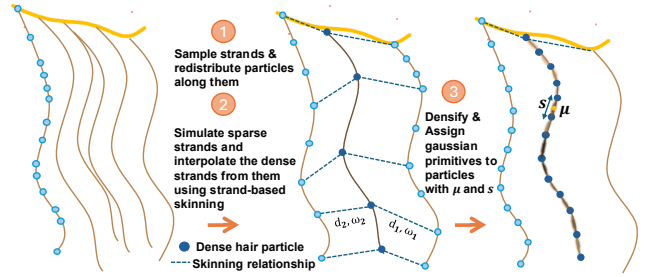 1
Sample strands &
redistribute particles
along them
2
Simulate sparse
strands and
interpolate the dense
strands from them
using strand-based
skinning
3
Densify &
Assign
gaussian
primitives to
particles
with μ and s
s
μ
d₂, ω₂
d₁, ω₁
Dense hair particle
Skinning relationship